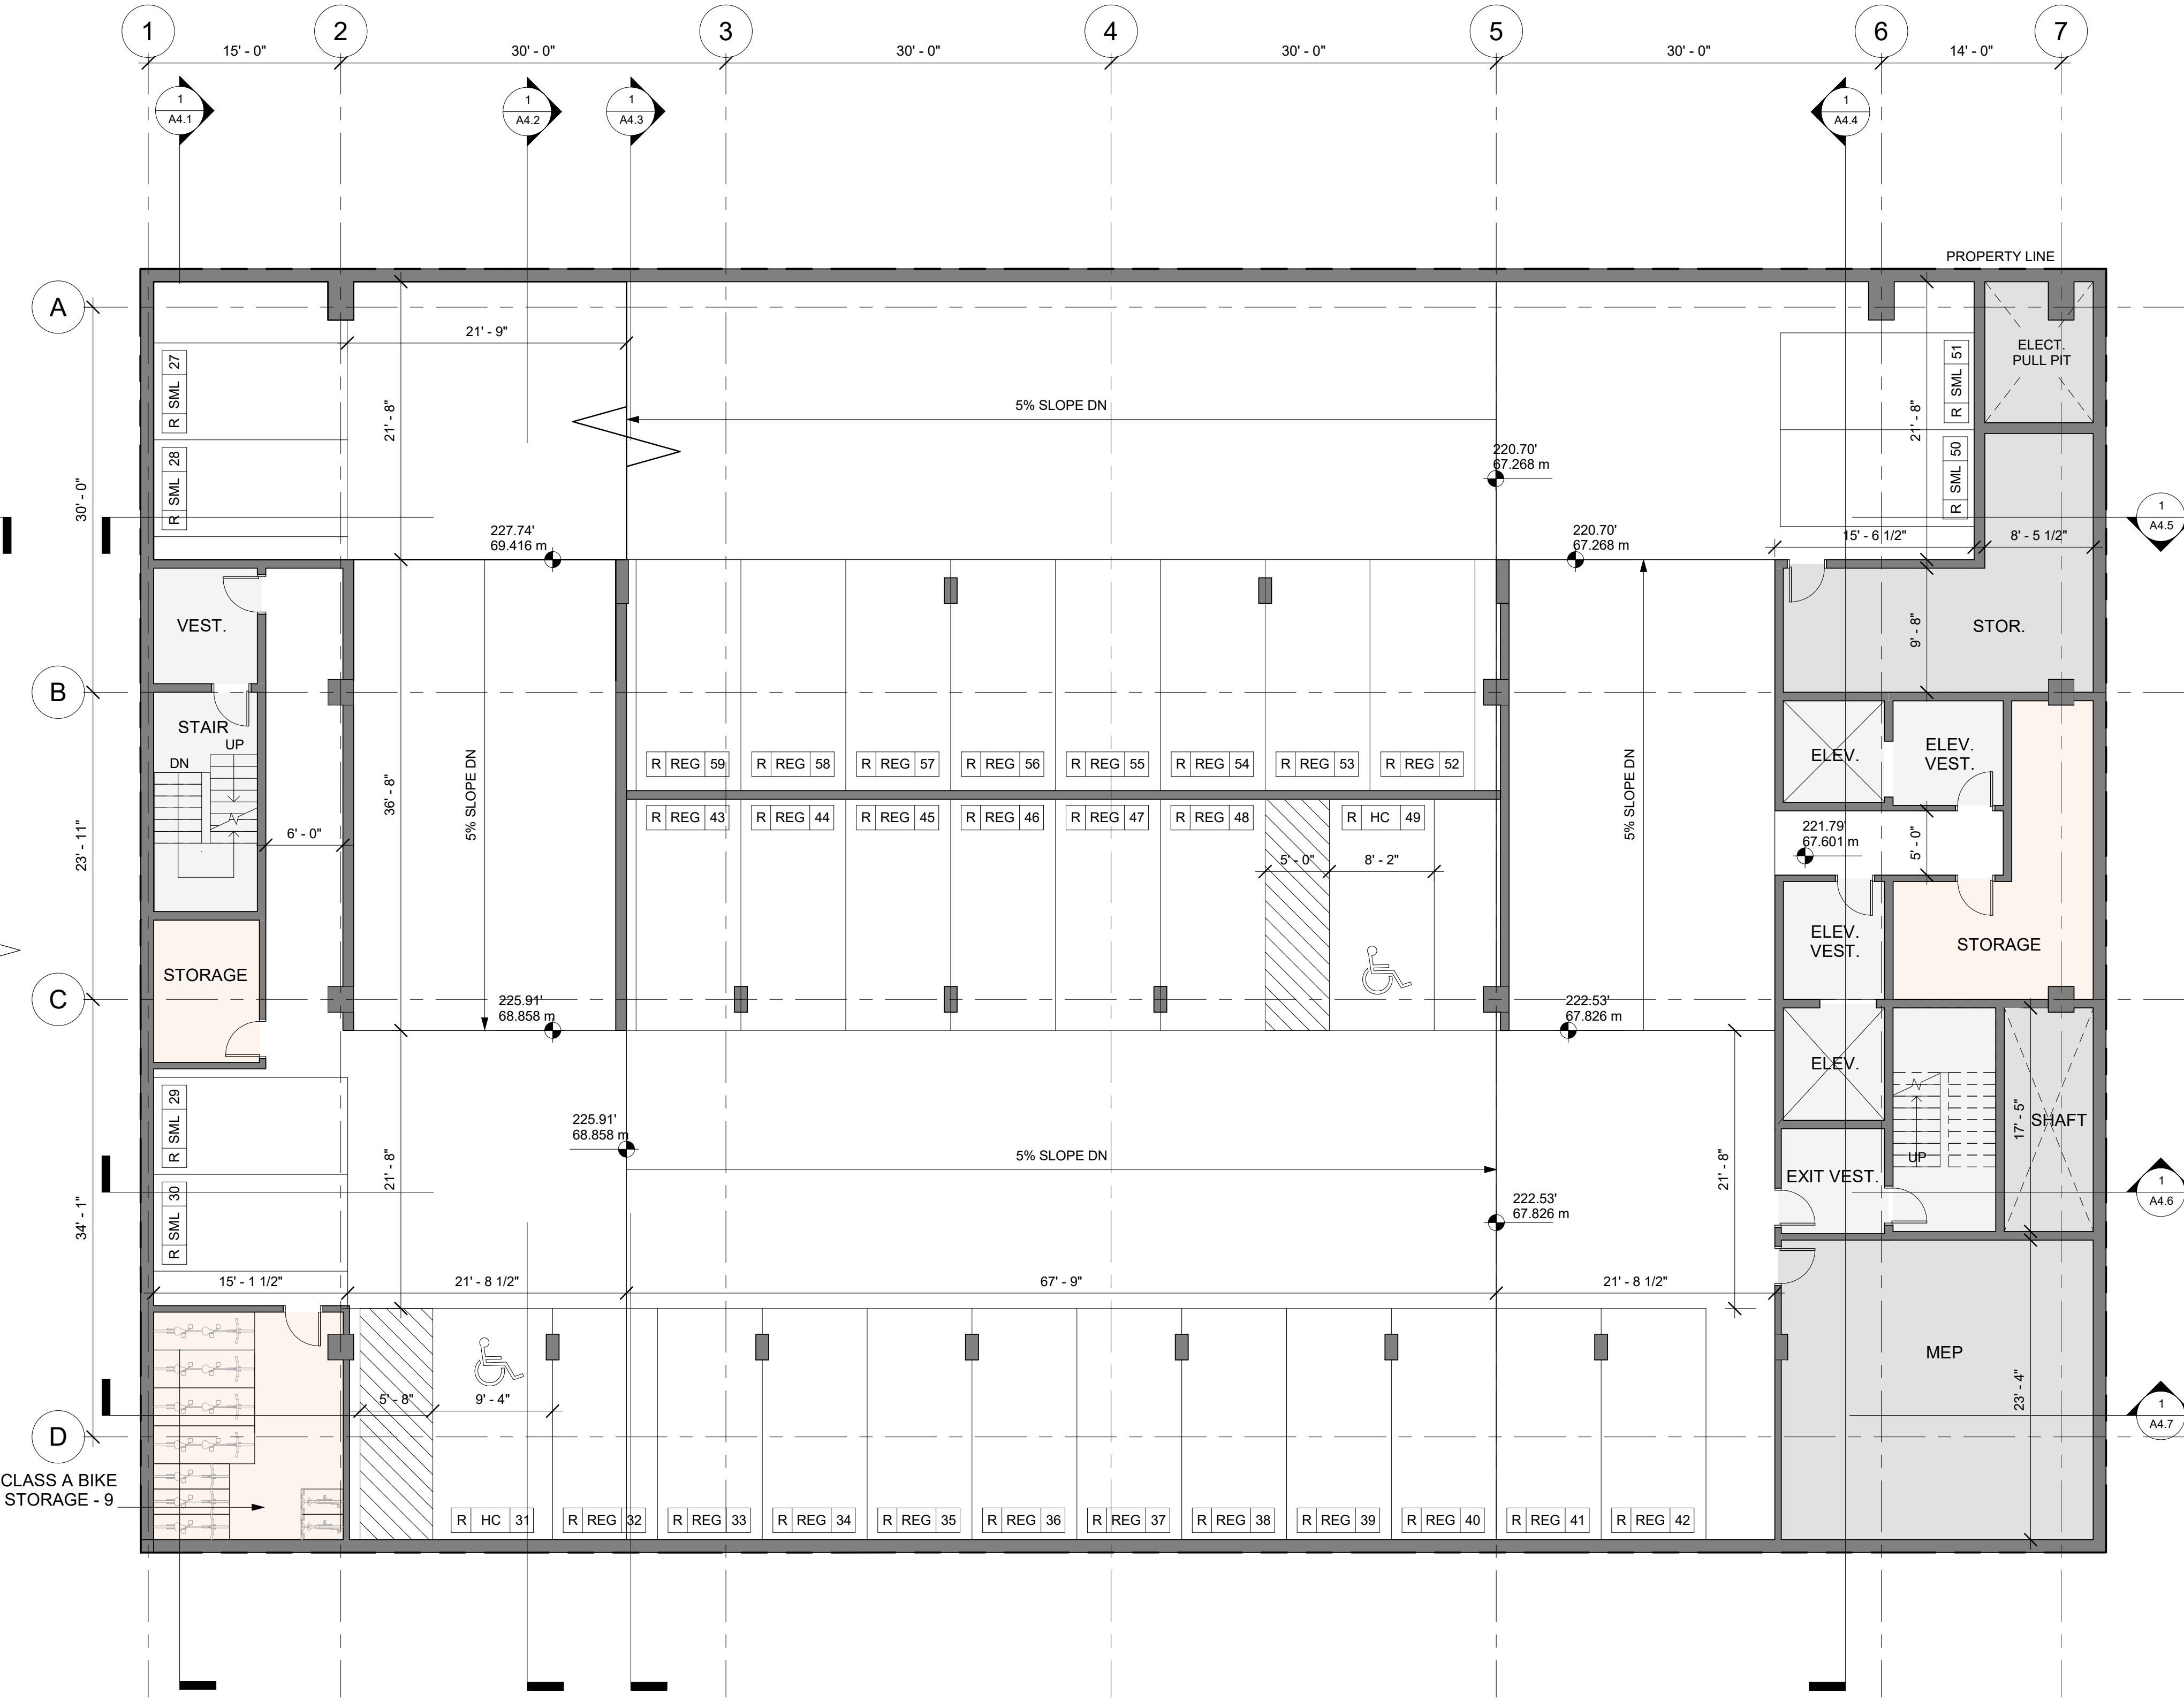 1 2 3 4 5 6 7
15' - 0" 30' - 0" 30' - 0" 30' - 0" 30' - 0" 14' - 0"
1
A4.1
1
A4.2
1
A4.3
1
A4.4
PROPERTY LINE
A
R SML 27
21' - 9"
21' - 8"
R SML 28
5% SLOPE DN
220.70'
67.268 m
R SML 51
R SML 50
21' - 8"
ELECT.
PULL PIT
30' - 0"
1
A4.5
227.74'
69.416 m
220.70'
67.268 m
15' - 6 1/2"
8' - 5 1/2"
VEST.
9' - 8"
STOR.
B
STAIR
UP
DN
6' - 0"
36' - 8"
5% SLOPE DN
R REG 59
R REG 58
R REG 57
R REG 56
R REG 55
R REG 54
R REG 53
R REG 52
R REG 43
R REG 44
R REG 45
R REG 46
R REG 47
R REG 48
R HC 49
5' - 0"
8' - 2"
5% SLOPE DN
ELEV.
ELEV.
VEST.
221.79'
67.601 m
5' - 0"
23' - 11"
ELEV.
VEST.
STORAGE
STORAGE
C
225.91'
68.858 m
222.53'
67.826 m
ELEV.
R SML 29
R SML 30
225.91'
68.858 m
21' - 8"
5% SLOPE DN
222.53'
67.826 m
21' - 8"
EXIT VEST.
UP
17' - 5"
SHAFT
1
A4.6
34' - 1"
15' - 1 1/2"
21' - 8 1/2"
67' - 9"
21' - 8 1/2"
MEP
23' - 4"
5' - 8"
9' - 4"
1
A4.7
D
CLASS A BIKE
STORAGE - 9
R HC 31
R REG 32
R REG 33
R REG 34
R REG 35
R REG 36
R REG 37
R REG 38
R REG 39
R REG 40
R REG 41
R REG 42